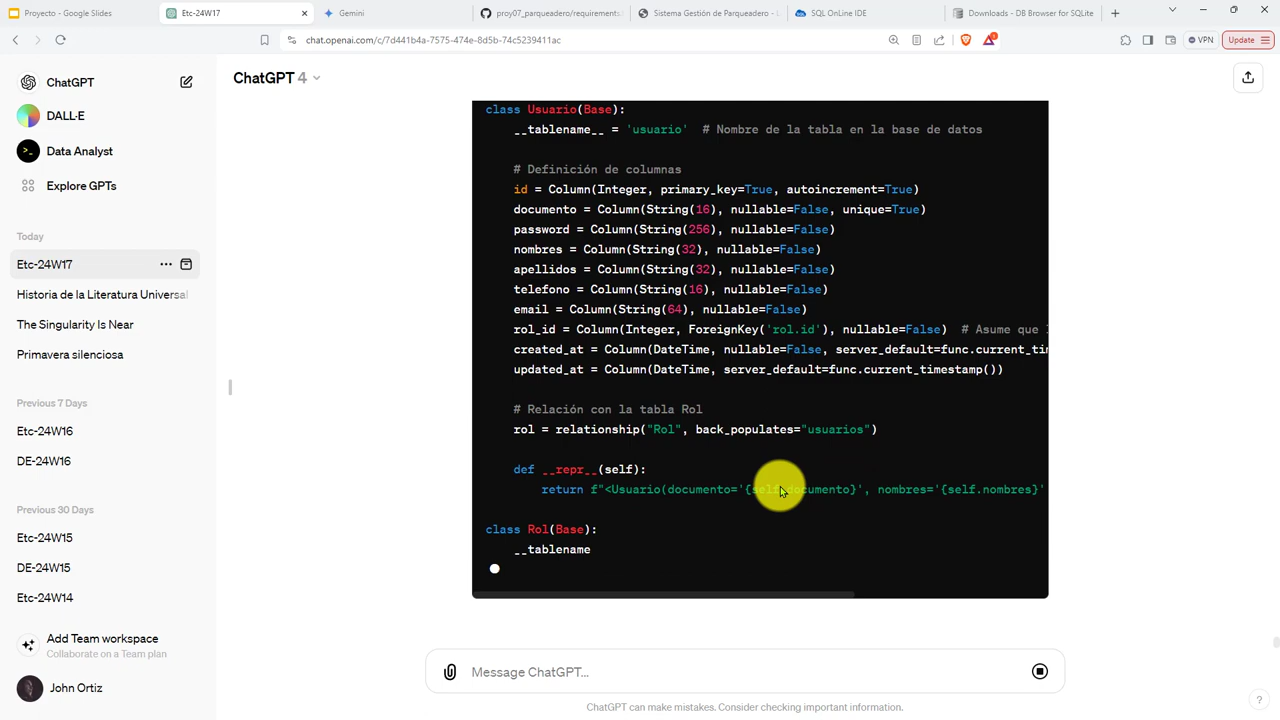 Proyecto - Google Slides
Etc-24W17
Gemini
proy07_parqueadero/requirements
Sistema Gestión de Parqueadero -
SQL OnLine IDE
Downloads - DB Browser for SQLite
chat.openai.com/c/7d441b4a-7575-474e-8d5b-74c5239411ac
VPN
Update
ChatGPT
DALL·E
Data Analyst
Explore GPTs
Today
Etc-24W17
Historia de la Literatura Universal
The Singularity Is Near
Primavera silenciosa
Previous 7 Days
Etc-24W16
DE-24W16
Previous 30 Days
Etc-24W15
DE-24W15
Etc-24W14
Add Team workspace
Collaborate on a Team plan
John Ortiz
ChatGPT 4
class Usuario(Base):
__tablename__ = 'usuario'  # Nombre de la tabla en la base de datos
# Definición de columnas
id = Column(Integer, primary_key=True, autoincrement=True)
documento = Column(String(16), nullable=False, unique=True)
password = Column(String(256), nullable=False)
nombres = Column(String(32), nullable=False)
apellidos = Column(String(32), nullable=False)
telefono = Column(String(16), nullable=False)
email = Column(String(64), nullable=False)
rol_id = Column(Integer, ForeignKey('rol.id'), nullable=False)  # Asume que
created_at = Column(DateTime, nullable=False, server_default=func.current_ti
updated_at = Column(DateTime, server_default=func.current_timestamp())
# Relación con la tabla Rol
rol = relationship("Rol", back_populates="usuarios")
def __repr__(self):
return f"<Usuario(documento='{self.documento}', nombres='{self.nombres}'
class Rol(Base):
__tablename
Message ChatGPT...
ChatGPT can make mistakes. Consider checking important information.
?